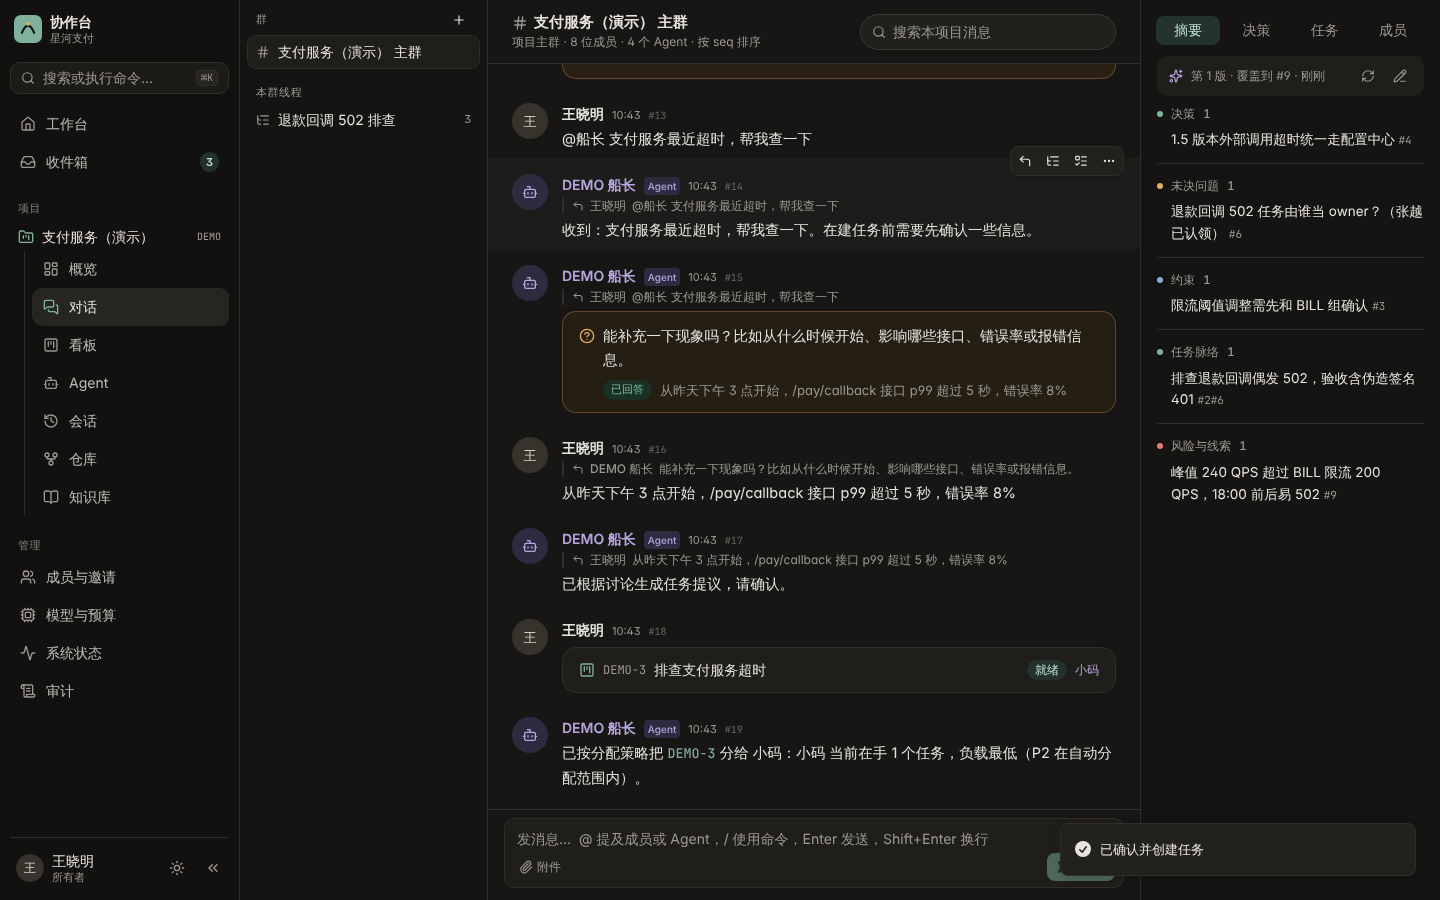 协作台
星河支付
搜索或执行命令... ⌘K
工作台
收件箱 3
项目
支付服务（演示） DEMO
概览
对话
看板
Agent
会话
仓库
知识库
管理
成员与邀请
模型与预算
系统状态
审计
王
王晓明
所有者
群
支付服务（演示） 主群
本群线程
退款回调 502 排查 3
支付服务（演示） 主群
项目主群 · 8 位成员 · 4 个 Agent · 按 seq 排序
搜索本项目消息
王
王晓明 10:43 #13
@船长 支付服务最近超时，帮我查一下
DEMO 船长 Agent 10:43 #14
王晓明 @船长 支付服务最近超时，帮我查一下
收到：支付服务最近超时，帮我查一下。在建任务前需要先确认一些信息。
DEMO 船长 Agent 10:43 #15
王晓明 @船长 支付服务最近超时，帮我查一下
能补充一下现象吗？比如从什么时候开始、影响哪些接口、错误率或报错信
息。
已回答 从昨天下午 3 点开始，/pay/callback 接口 p99 超过 5 秒，错误率 8%
王
王晓明 10:43 #16
DEMO 船长 能补充一下现象吗？比如从什么时候开始、影响哪些接口、错误率或报错信息。
从昨天下午 3 点开始，/pay/callback 接口 p99 超过 5 秒，错误率 8%
DEMO 船长 Agent 10:43 #17
王晓明 从昨天下午 3 点开始，/pay/callback 接口 p99 超过 5 秒，错误率 8%
已根据讨论生成任务提议，请确认。
王
王晓明 10:43 #18
DEMO-3 排查支付服务超时 就绪 小码
DEMO 船长 Agent 10:43 #19
已按分配策略把 DEMO-3 分给 小码：小码 当前在手 1 个任务，负载最低（P2 在自动分
配范围内）。
发消息... @ 提及成员或 Agent，/ 使用命令，Enter 发送，Shift+Enter 换行
附件
摘要 决策 任务 成员
第 1 版 · 覆盖到 #9 · 刚刚
决策 1
1.5 版本外部调用超时统一走配置中心 #4
未决问题 1
退款回调 502 任务由谁当 owner？（张越
已认领） #6
约束 1
限流阈值调整需先和 BILL 组确认 #3
任务脉络 1
排查退款回调偶发 502，验收含伪造签名
401 #2#6
风险与线索 1
峰值 240 QPS 超过 BILL 限流 200
QPS，18:00 前后易 502 #9
已确认并创建任务